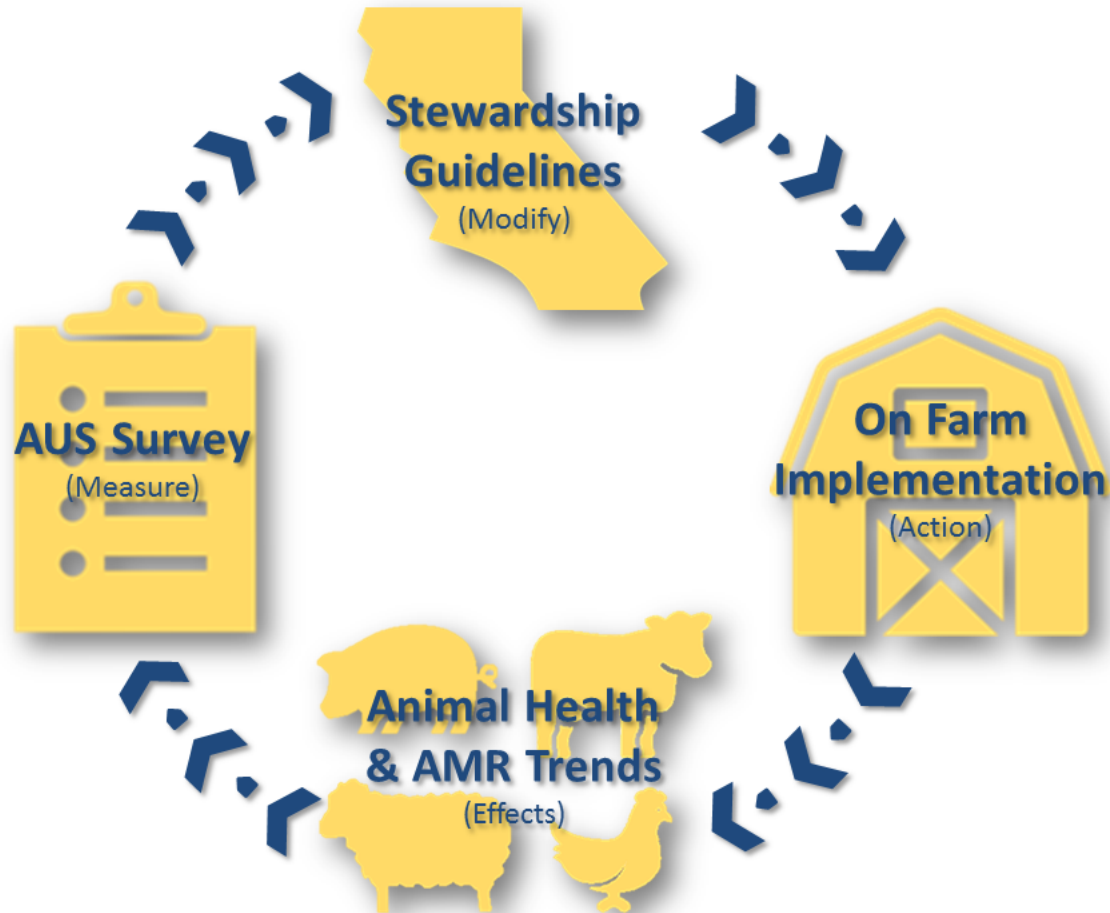 Stewardship
Guidelines
(Modify)
On Farm
Implementation
(Action)
Animal Health
& AMR Trends
(Effects)
AUS Survey
(Measure)